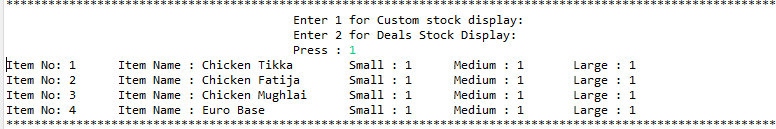 ************************************************************************************************************
Enter 1 for Custom stock display:
Enter 2 for Deals Stock Display:
Press : 1
Item No: 1 Item Name : Chicken Tikka Small : 1 Medium : 1 Large : 1
Item No: 2 Item Name : Chicken Fatija Small : 1 Medium : 1 Large : 1
Item No: 3 Item Name : Chicken Mughlai Small : 1 Medium : 1 Large : 1
Item No: 4 Item Name : Euro Base Small : 1 Medium : 1 Large : 1
************************************************************************************************************